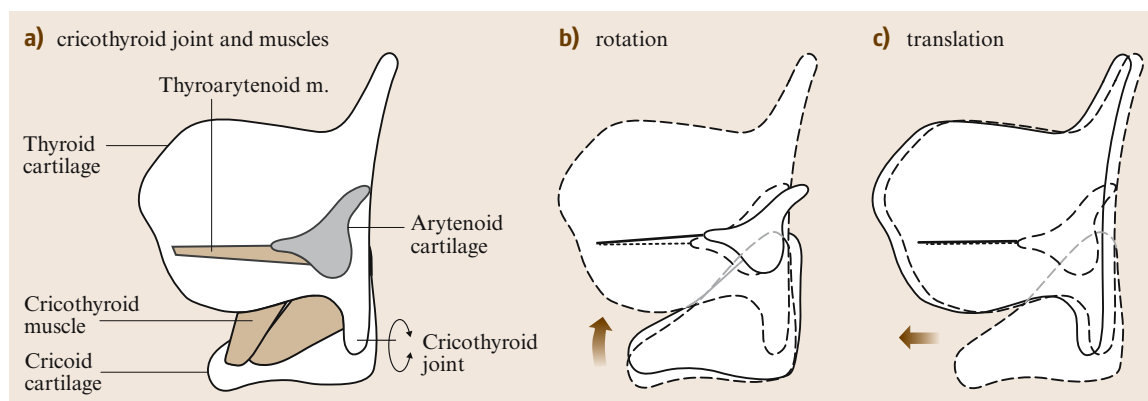 a) cricothyroid joint and muscles
Thyroarytenoid m.
Thyroid
cartilage
Arytenoid
cartilage
Cricothyroid
muscle
Cricoid
cartilage
Cricothyroid
joint
b) rotation
c) translation